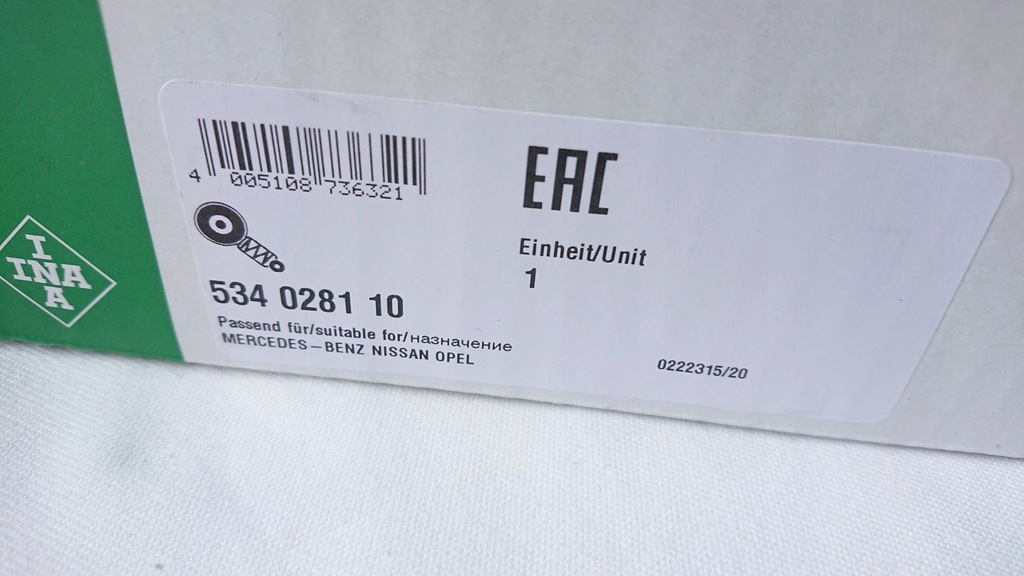 I
INA
A
4 005108 736321
EAC
Einheit/Unit
1
534 0281 10
Passend für/suitable for/назначение
MERCEDES–BENZ NISSAN OPEL
0222315/20